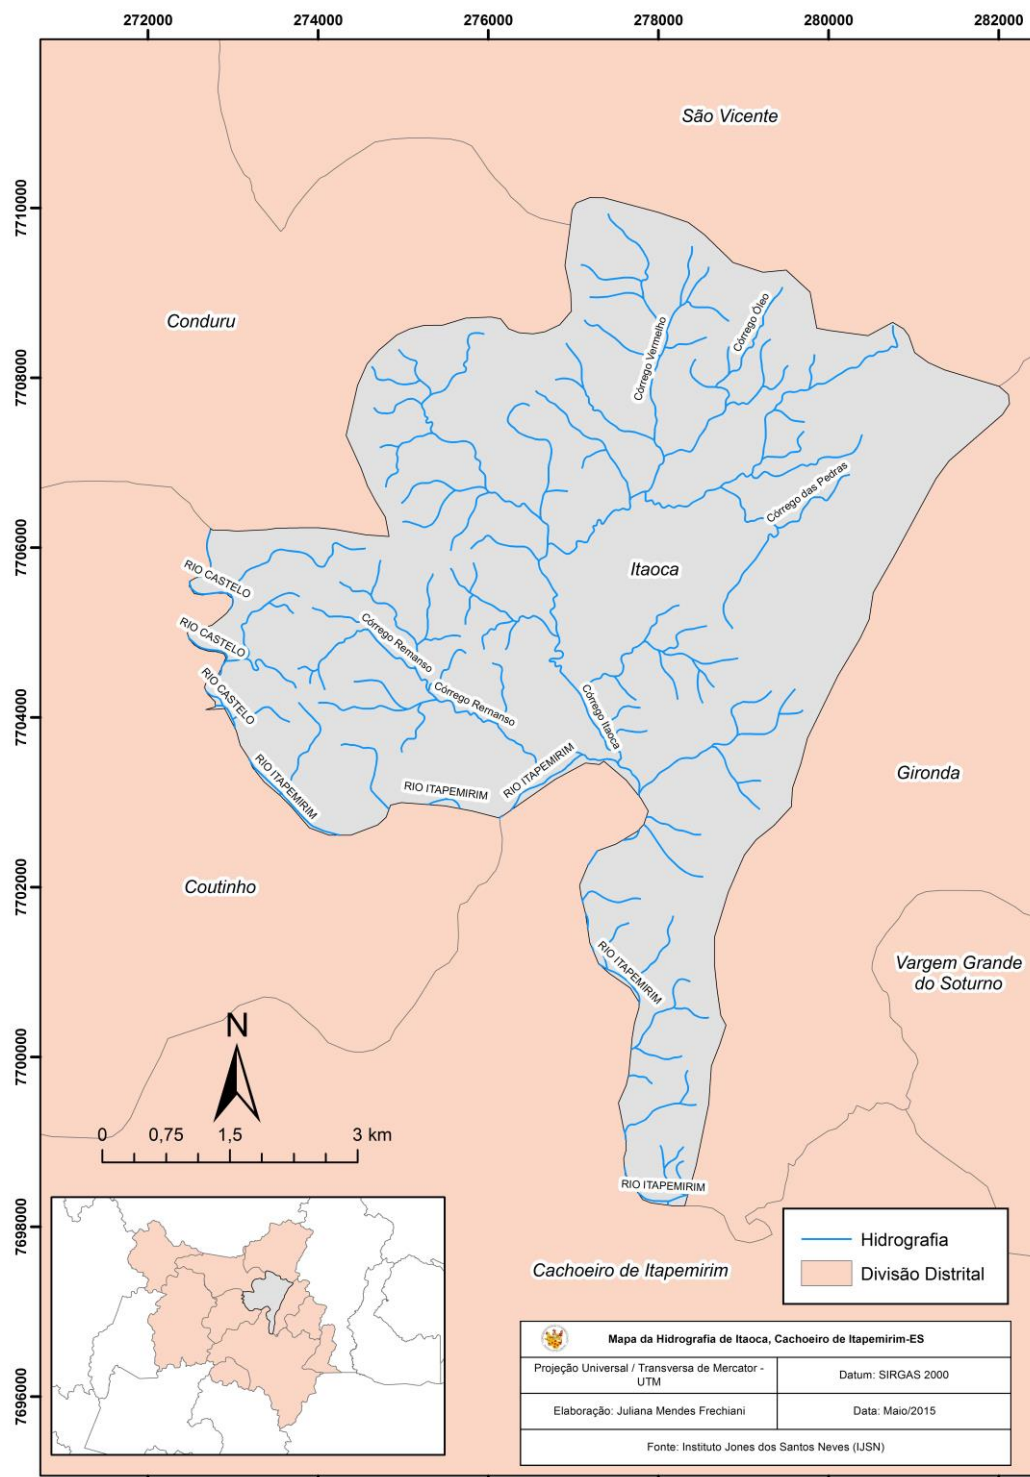 272000
274000
276000
278000
280000
282000
São Vicente
7710000
Conduru
Córrego Óleo
Córrego Vermelho
7708000
Córrego das Pedras
7706000
Itaoca
RIO CASTELO
RIO CASTELO
Córrego Remanso
RIO CASTELO
Córrego Remanso
Córrego Itaoca
7704000
RIO ITAPEMIRIM
RIO ITAPEMIRIM
RIO ITAPEMIRIM
Gironda
Coutinho
7702000
RIO ITAPEMIRIM
Vargem Grande
do Soturno
N
7700000
0
0,75
1,5
3 km
RIO ITAPEMIRIM
7698000
Cachoeiro de Itapemirim
Hidrografia
Divisão Distrital
7696000
Mapa da Hidrografia de Itaoca, Cachoeiro de Itapemirim-ES
Projeção Universal / Transversa de Mercator -
UTM
Datum: SIRGAS 2000
Elaboração: Juliana Mendes Frechiani
Data: Maio/2015
Fonte: Instituto Jones dos Santos Neves (IJSN)